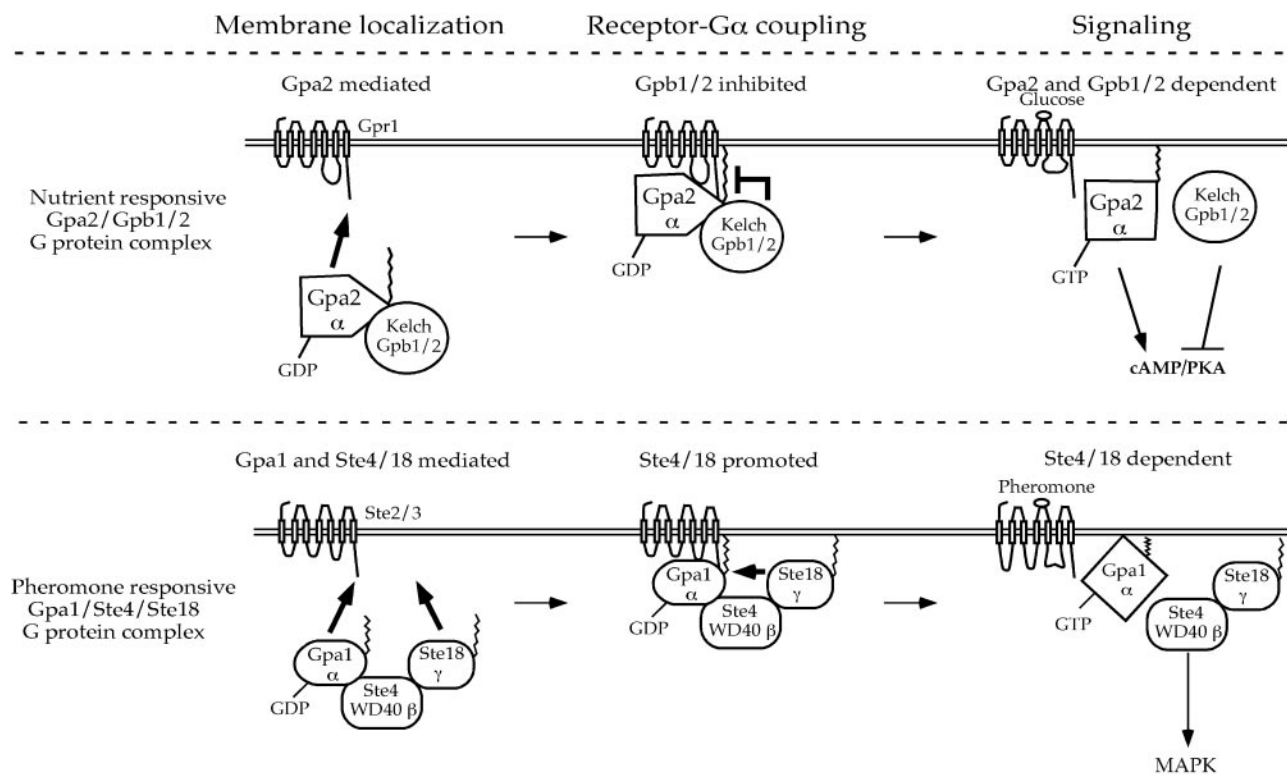 Membrane localization
Receptor-Gα coupling
Signaling
Gpa2 mediated
Gpb1/2 inhibited
Gpa2 and Gpb1/2 dependent
Glucose
Gpr1
Nutrient responsive
Gpa2/Gpb1/2
G protein complex
Gpa2
α
Kelch
Gpb1/2
GDP
Gpa2
α
Kelch
Gpb1/2
GDP
Gpa2
α
Kelch
Gpb1/2
GTP
cAMP/PKA
Gpa1 and Ste4/18 mediated
Ste4/18 promoted
Ste4/18 dependent
Pheromone
Ste2/3
Pheromone responsive
Gpa1/Ste4/Ste18
G protein complex
Gpa1
α
Ste18
γ
Ste4
WD40 β
GDP
Gpa1
α
Ste18
γ
Ste4
WD40 β
GDP
Gpa1
α
Ste18
γ
Ste4
WD40 β
GTP
MAPK